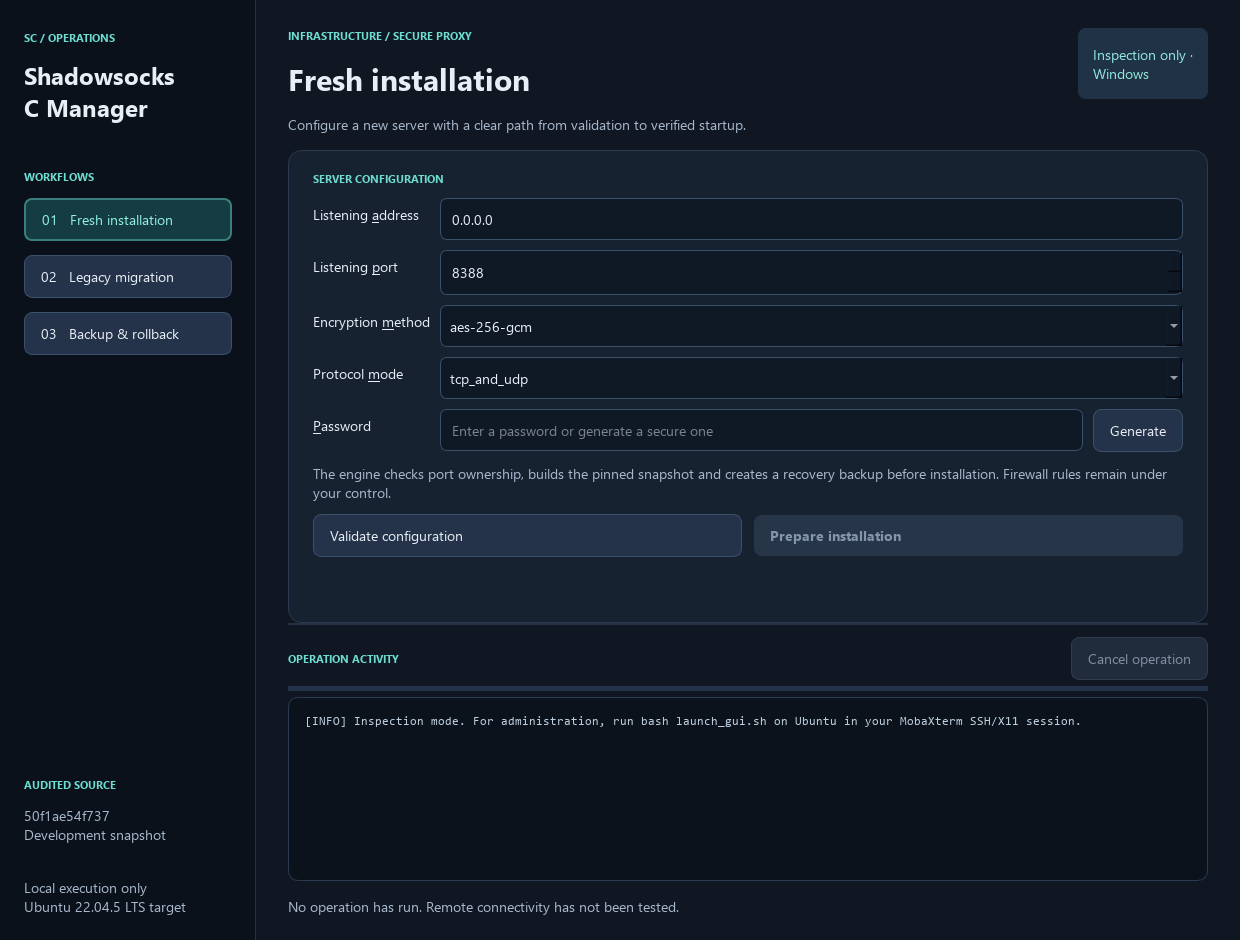 SC / OPERATIONS
Shadowsocks
C Manager
WORKFLOWS
01 Fresh installation
02 Legacy migration
03 Backup & rollback
AUDITED SOURCE
50f1ae54f737
Development snapshot
Local execution only
Ubuntu 22.04.5 LTS target
INFRASTRUCTURE / SECURE PROXY
Fresh installation
Configure a new server with a clear path from validation to verified startup.
Inspection only ·
Windows
SERVER CONFIGURATION
Listening address
0.0.0.0
Listening port
8388
Encryption method
aes-256-gcm
Protocol mode
tcp_and_udp
Password
Enter a password or generate a secure one
Generate
The engine checks port ownership, builds the pinned snapshot and creates a recovery backup before installation. Firewall rules remain under
your control.
Validate configuration
Prepare installation
OPERATION ACTIVITY
Cancel operation
[INFO] Inspection mode. For administration, run bash launch_gui.sh on Ubuntu in your MobaXterm SSH/X11 session.
No operation has run. Remote connectivity has not been tested.